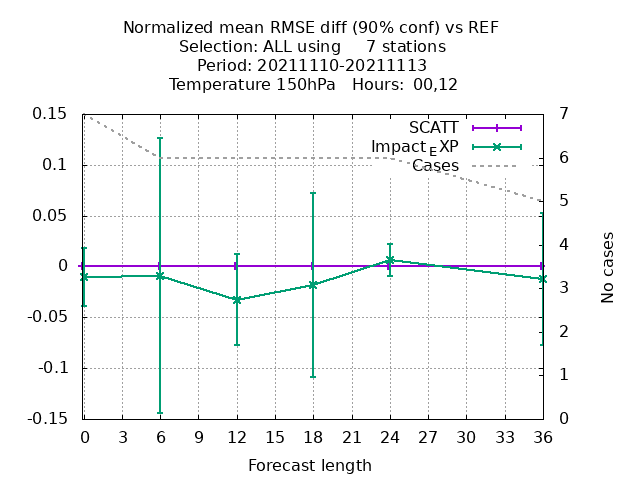 Normalized mean RMSE diff (90% conf) vs REF
Selection: ALL using 7 stations
Period: 20211110-20211113
Temperature 150hPa Hours: 00,12
0.15
0.1
0.05
0
-0.05
-0.1
-0.15
7
6
5
4
3
2
1
0
SCATT
Impact_EXP
Cases
No cases
0 3 6 9 12 15 18 21 24 27 30 33 36
Forecast length